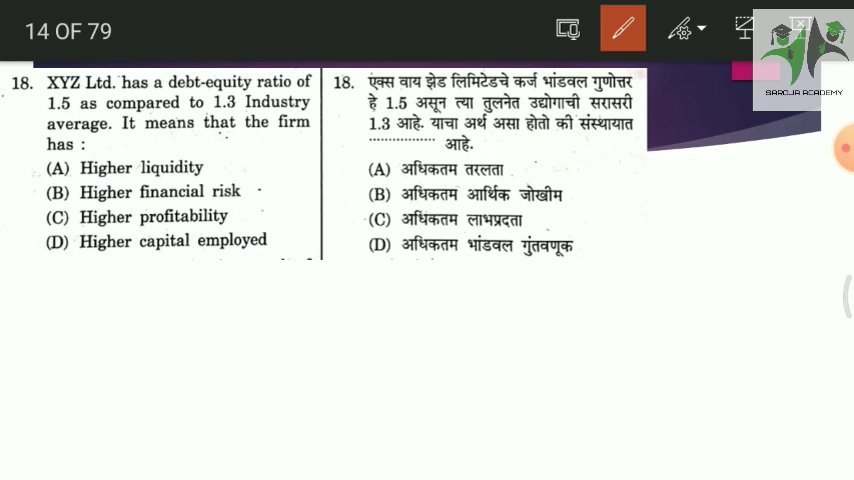 14 OF 79
SAROJA ACADEMY
18. XYZ Ltd. has a debt-equity ratio of
1.5 as compared to 1.3 Industry
average. It means that the firm
has :
(A) Higher liquidity
(B) Higher financial risk
(C) Higher profitability
(D) Higher capital employed
18. एक्स वाय झेड लिमिटेडचे कर्ज भांडवल गुणोत्तर
हे 1.5 असून त्या तुलनेत उद्योगाची सरासरी
1.3 आहे. याचा अर्थ असा होतो की संस्थायात
................ आहे.
(A) अधिकतम तरलता
(B) अधिकतम आर्थिक जोखीम
(C) अधिकतम लाभप्रदता
(D) अधिकतम भांडवल गुंतवणूक